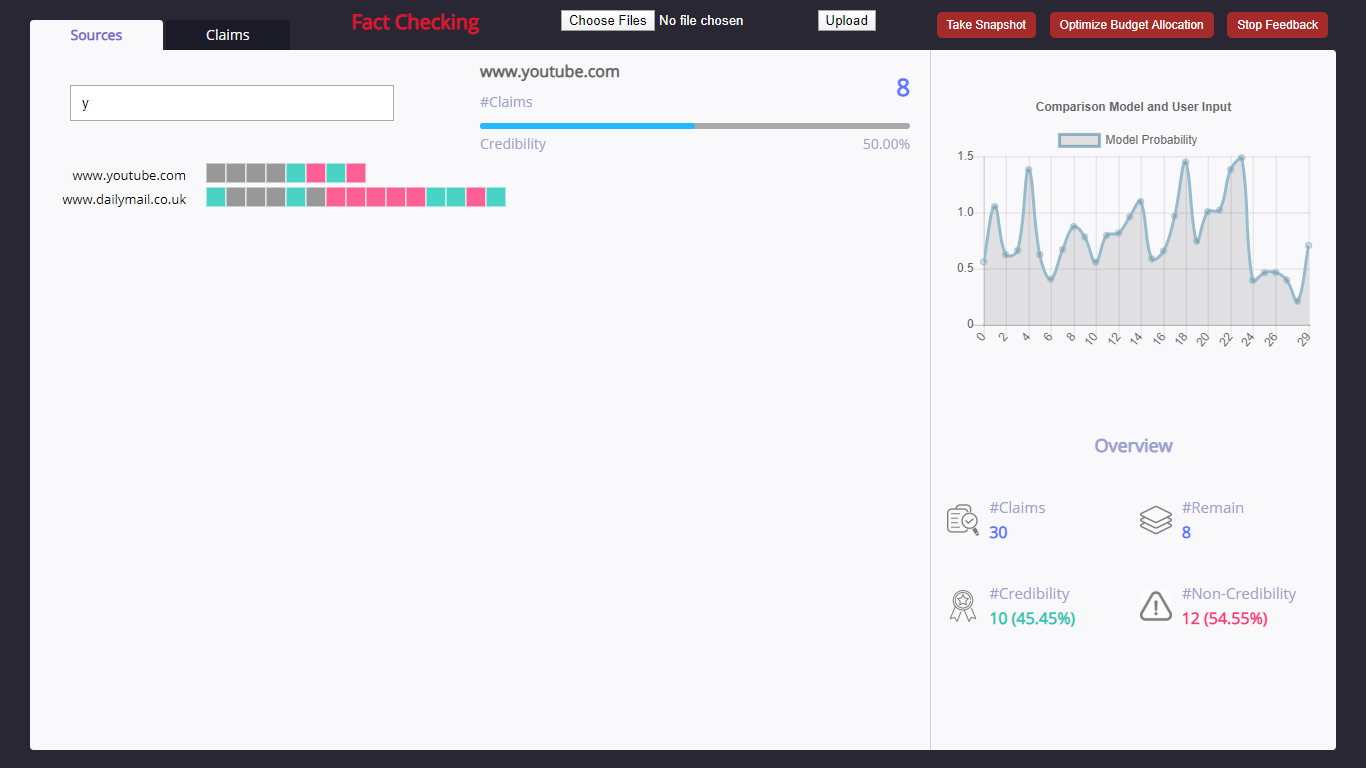 Sources
Claims
Fact Checking
Choose Files No file chosen
Upload
Take Snapshot
Optimize Budget Allocation
Stop Feedback
y
www.youtube.com
www.dailymail.co.uk
www.youtube.com
8
#Claims
Credibility
50.00%
Comparison Model and User Input
Model Probability
1.5
1.0
0.5
0
0 2 4 6 8 10 12 14 16 18 20 22 24 26 29
Overview
#Claims
30
#Remain
8
#Credibility
10 (45.45%)
#Non-Credibility
12 (54.55%)